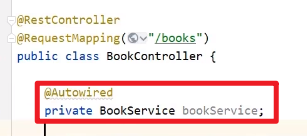 @RestController
@RequestMapping("/books")
public class BookController {
@Autowired
private BookService bookService;